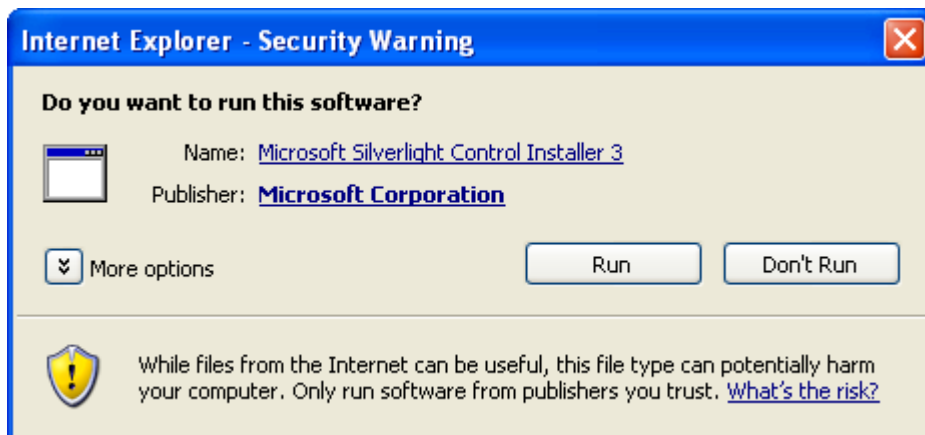 Internet Explorer - Security Warning
Do you want to run this software?
Name: Microsoft Silverlight Control Installer 3
Publisher: Microsoft Corporation
More options Run Don't Run
While files from the Internet can be useful, this file type can potentially harm
your computer. Only run software from publishers you trust. What's the risk?